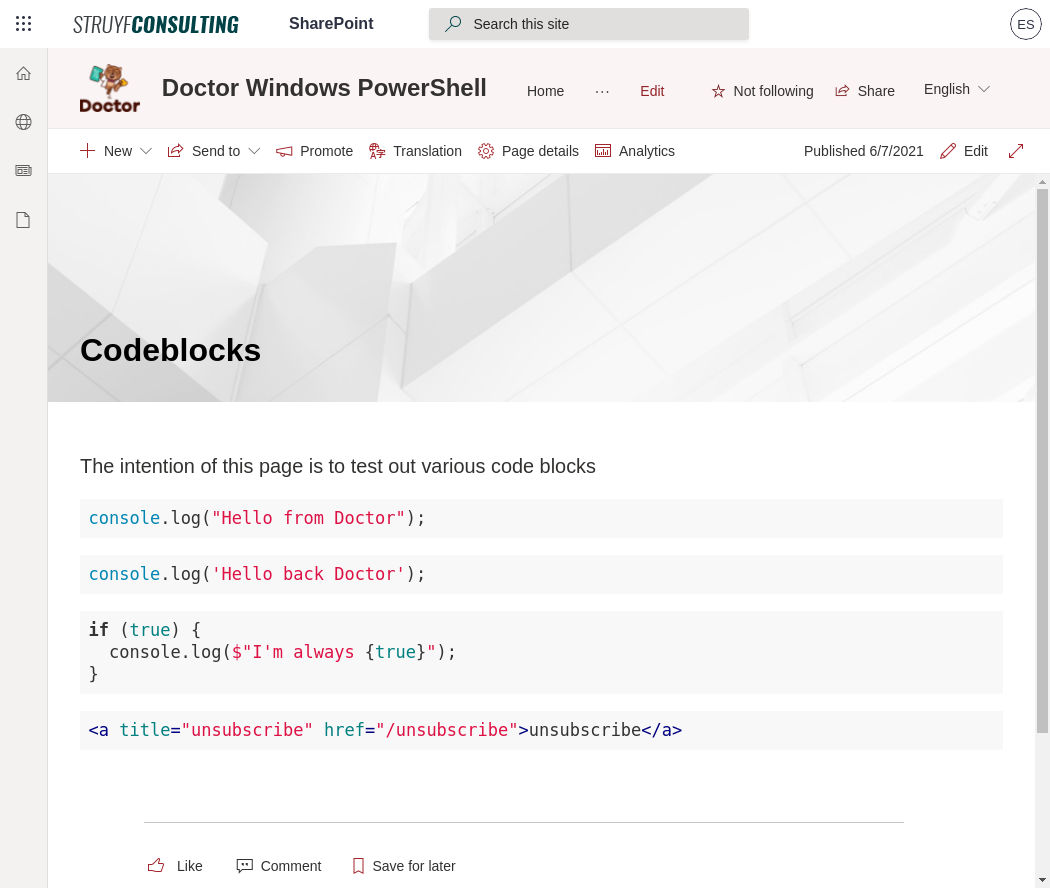 STRUYFCONSULTING
SharePoint
Search this site
ES
Doctor
Doctor Windows PowerShell
Home
···
Edit
Not following
Share
English
New
Send to
Promote
Translation
Page details
Analytics
Published 6/7/2021
Edit
Codeblocks
The intention of this page is to test out various code blocks
console.log("Hello from Doctor");
console.log('Hello back Doctor');
if (true) {
  console.log($"I'm always {true}");
}
<a title="unsubscribe" href="/unsubscribe">unsubscribe</a>
Like
Comment
Save for later